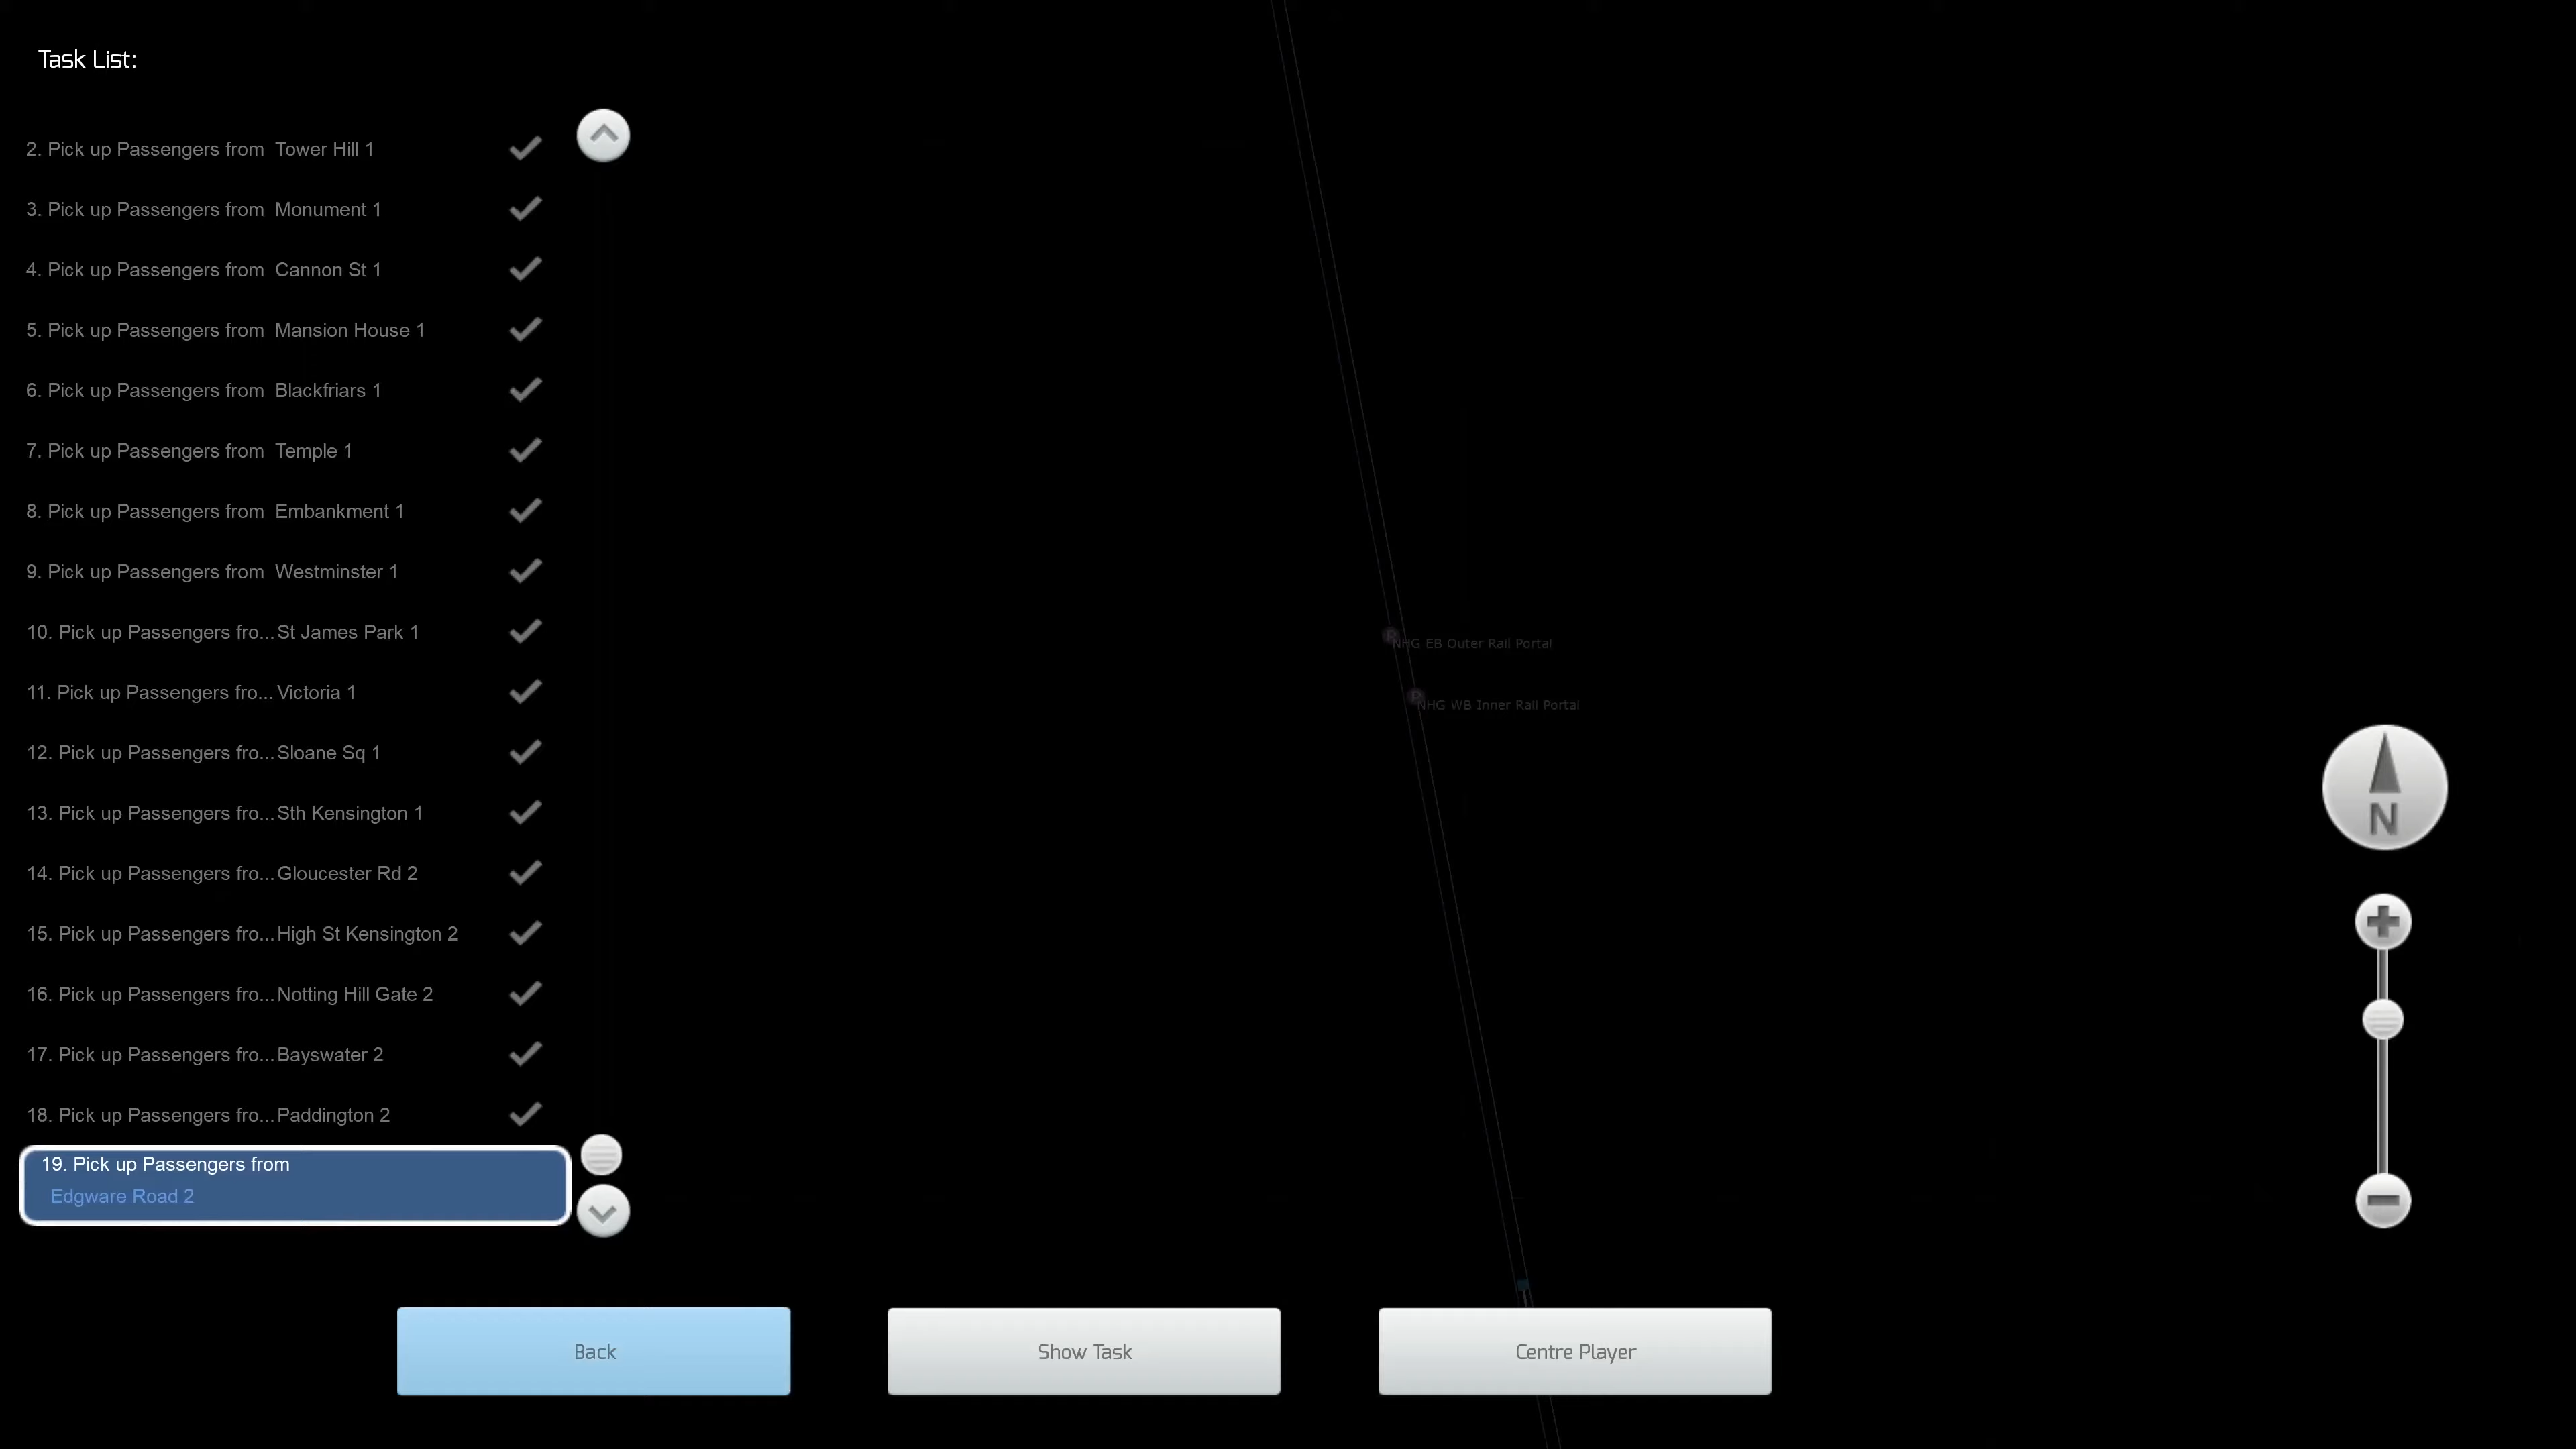 Task List:
2. Pick up Passengers from Tower Hill 1
3. Pick up Passengers from Monument 1
4. Pick up Passengers from Cannon St 1
5. Pick up Passengers from Mansion House 1
6. Pick up Passengers from Blackfriars 1
7. Pick up Passengers from Temple 1
8. Pick up Passengers from Embankment 1
9. Pick up Passengers from Westminster 1
10. Pick up Passengers fro... St James Park 1
11. Pick up Passengers fro... Victoria 1
12. Pick up Passengers fro... Sloane Sq 1
13. Pick up Passengers fro... Sth Kensington 1
14. Pick up Passengers fro... Gloucester Rd 2
15. Pick up Passengers fro... High St Kensington 2
16. Pick up Passengers fro... Notting Hill Gate 2
17. Pick up Passengers fro... Bayswater 2
18. Pick up Passengers fro... Paddington 2
19. Pick up Passengers from
Edgware Road 2
P NHG EB Outer Rail Portal
P NHG WB Inner Rail Portal
N
Back
Show Task
Centre Player